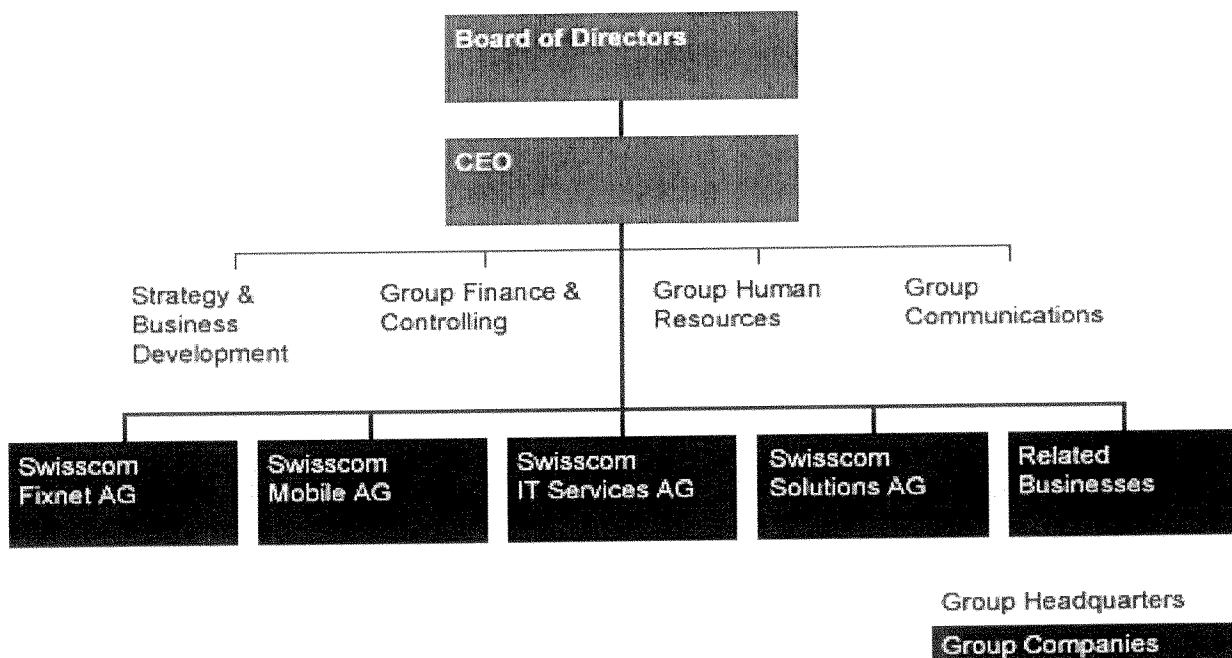 Board of Directors
CEO
Strategy &
Business
Development
Group Finance &
Controlling
Group Human
Resources
Group
Communications
Swisscom
Fixnet AG
Swisscom
Mobile AG
Swisscom
IT Services AG
Swisscom
Solutions AG
Related
Businesses
Group Headquarters
Group Companies